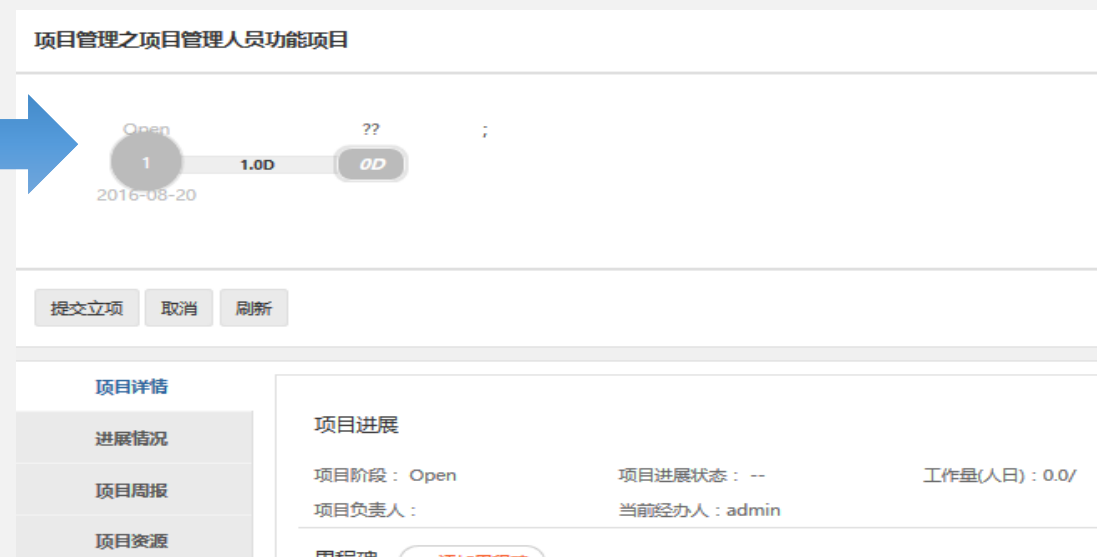 项目管理之项目管理人员功能项目
Open ?? ;
1 1.0D 0D
2016-08-20
提交立项 取消 刷新
项目详情
进展情况
项目周报
项目资源
项目进展
项目阶段： Open 项目进展状态： -- 工作量(人日)：0.0/
项目负责人： 当前经办人：admin
里程碑